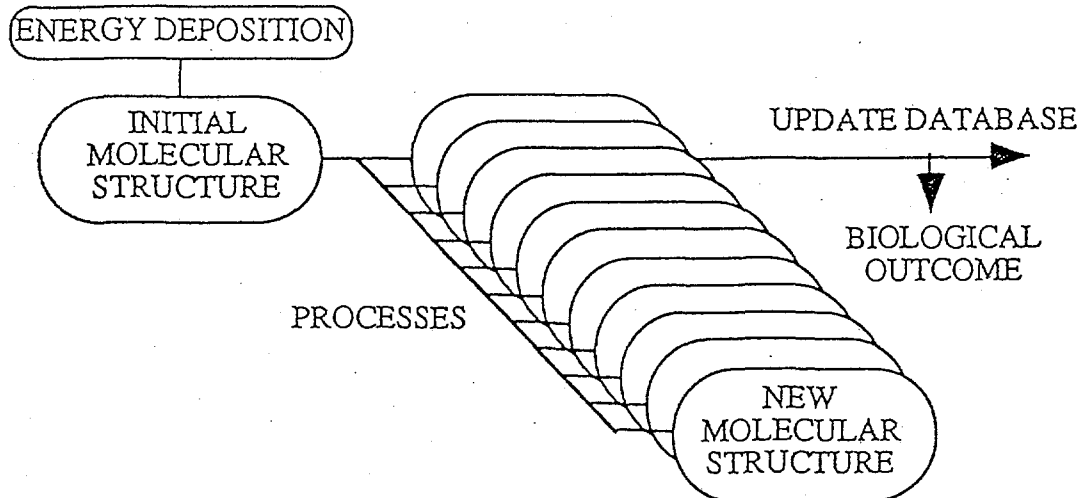 ENERGY DEPOSITION
INITIAL
MOLECULAR
STRUCTURE
UPDATE DATABASE
BIOLOGICAL
OUTCOME
PROCESSES
NEW
MOLECULAR
STRUCTURE